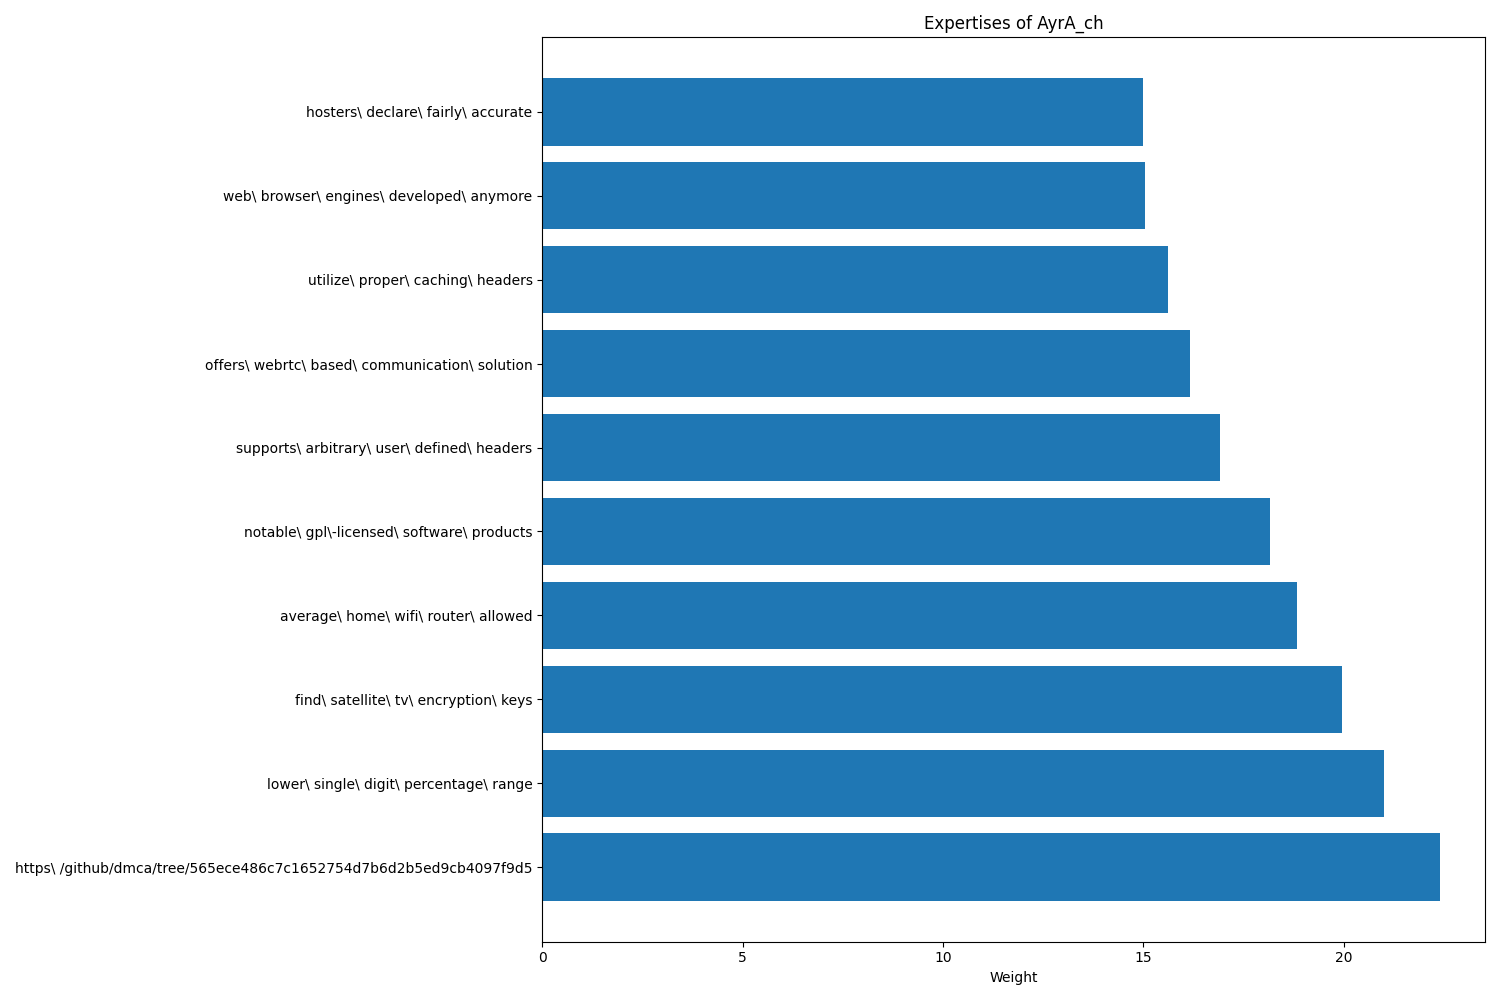 Expertises of AyrA_ch
hosters\ declare\ fairly\ accurate
web\ browser\ engines\ developed\ anymore
utilize\ proper\ caching\ headers
offers\ webrtc\ based\ communication\ solution
supports\ arbitrary\ user\ defined\ headers
notable\ gpl\-licensed\ software\ products
average\ home\ wifi\ router\ allowed
find\ satellite\ tv\ encryption\ keys
lower\ single\ digit\ percentage\ range
https\ /github/dmca/tree/565ece486c7c1652754d7b6d2b5ed9cb4097f9d5
0 5 10 15 20
Weight